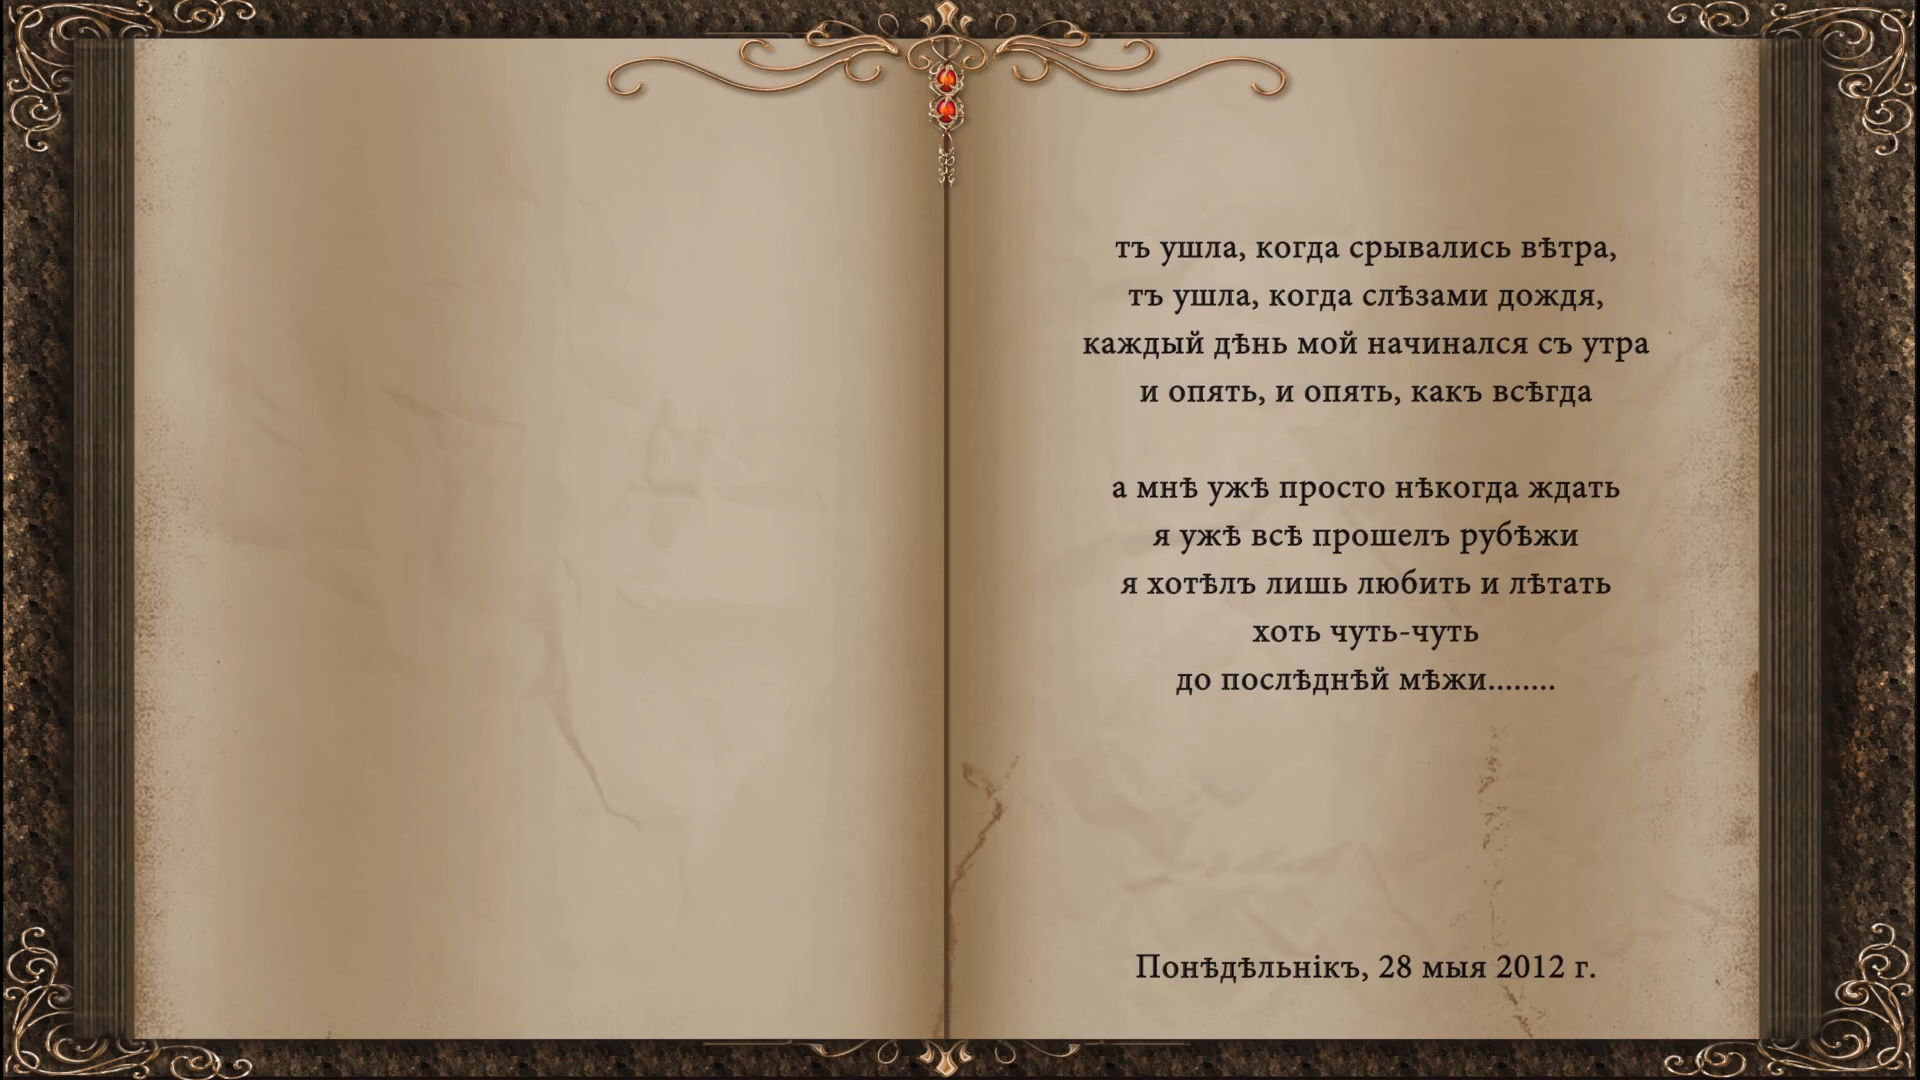 тъ ушла, когда срывались вѣтра,
тъ ушла, когда слѣзами дождя,
каждый дѣнь мой начинался съ утра
и опять, и опять, какъ всѣгда
а мнѣ ужѣ просто нѣкогда ждать
я ужѣ всѣ прошелъ рубѣжи
я хотѣлъ лишь любить и лѣтать
хоть чуть-чуть
до послѣднѣй мѣжи........
Понѣдѣльнікъ, 28 мыя 2012 г.